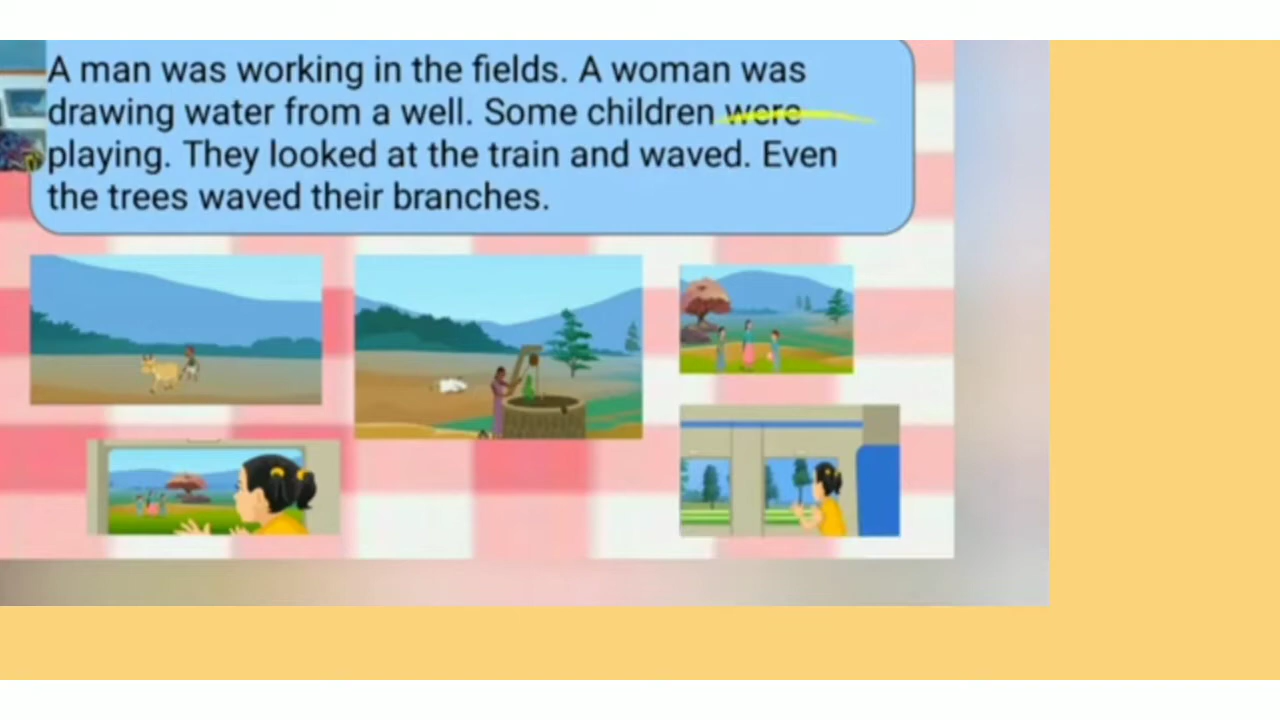 A man was working in the fields. A woman was
drawing water from a well. Some children were
playing. They looked at the train and waved. Even
the trees waved their branches.